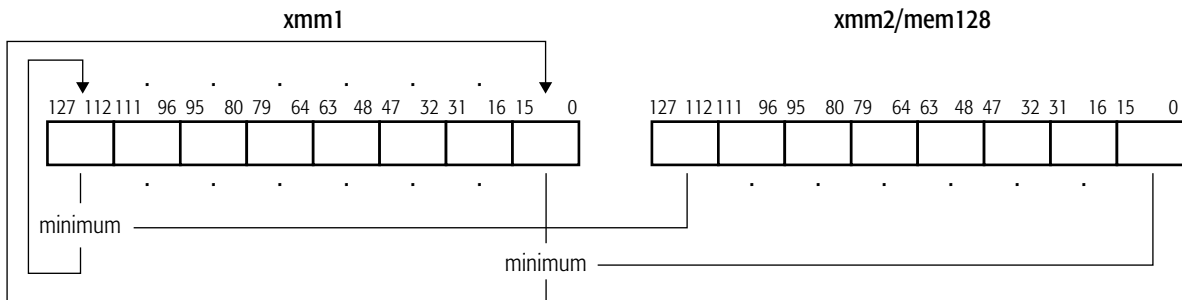 xmm1 xmm2/mem128
. . . . . .
127 112 111 96 95 80 79 64 63 48 47 32 31 16 15 0 127 112 111 96 95 80 79 64 63 48 47 32 31 16 15 0
. . . . . . . . . . . .
minimum
minimum